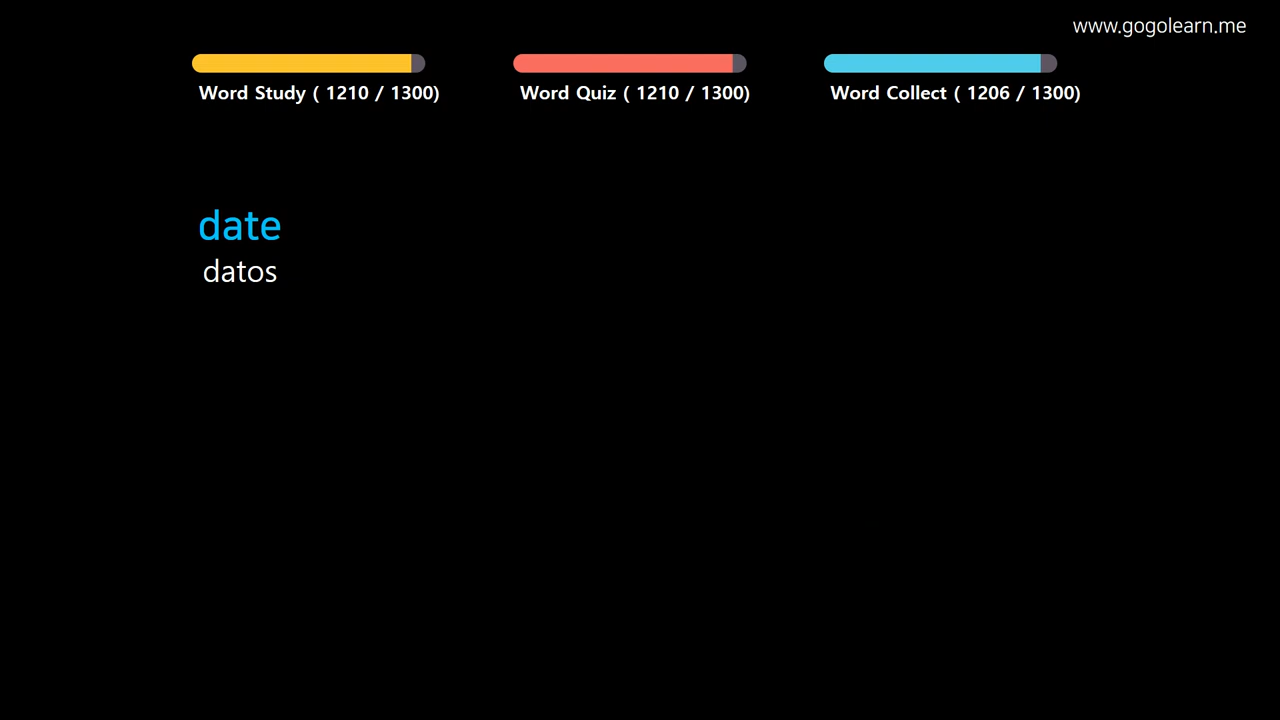 www.gogolearn.me
Word Study ( 1210 / 1300)
Word Quiz ( 1210 / 1300)
Word Collect ( 1206 / 1300)
date
datos